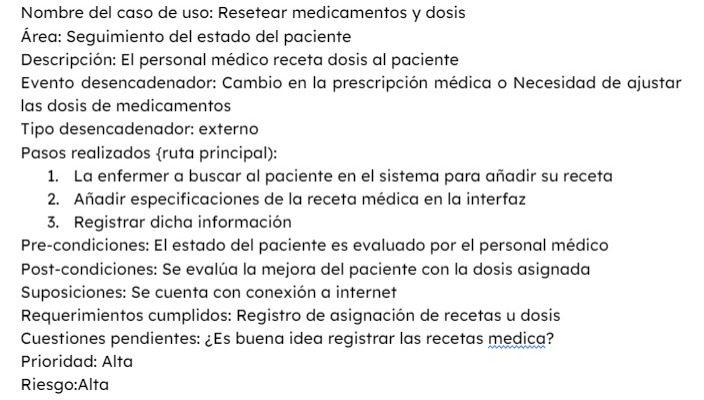 Nombre del caso de uso: Resetear medicamentos y dosis
Área: Seguimiento del estado del paciente
Descripción: El personal médico receta dosis al paciente
Evento desencadenador: Cambio en la prescripción médica o Necesidad de ajustar
las dosis de medicamentos
Tipo desencadenador: externo
Pasos realizados {ruta principal):
1. La enfermer a buscar al paciente en el sistema para añadir su receta
2. Añadir especificaciones de la receta médica en la interfaz
3. Registrar dicha información
Pre-condiciones: El estado del paciente es evaluado por el personal médico
Post-condiciones: Se evalúa la mejora del paciente con la dosis asignada
Suposiciones: Se cuenta con conexión a internet
Requerimientos cumplidos: Registro de asignación de recetas u dosis
Cuestiones pendientes: ¿Es buena idea registrar las recetas medica?
Prioridad: Alta
Riesgo:Alta